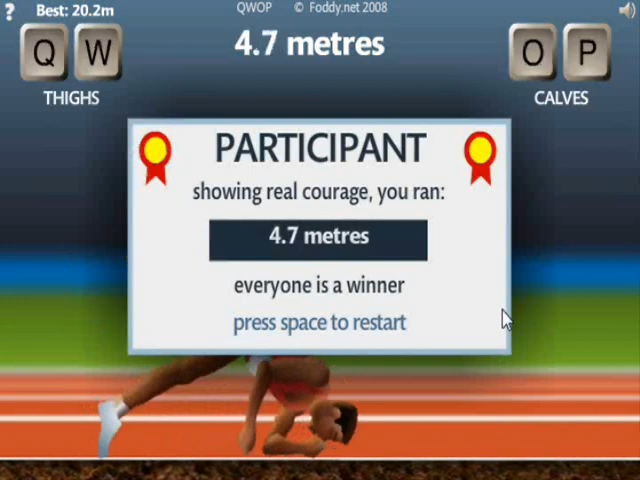 ? Best: 20.2m QWOP © Foddy.net 2008
4.7 metres
Q W O P
THIGHS CALVES
PARTICIPANT
showing real courage, you ran:
4.7 metres
everyone is a winner
press space to restart